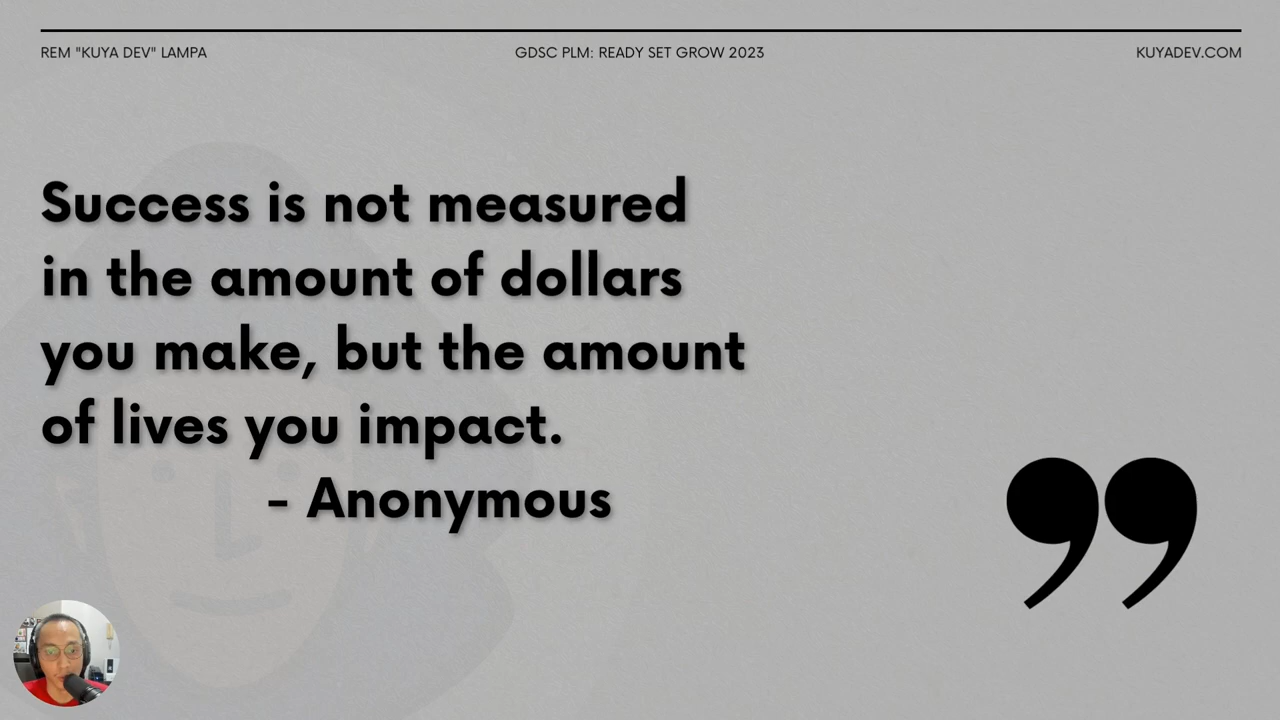 REM "KUYA DEV" LAMPA
GDSC PLM: READY SET GROW 2023
KUYADEV.COM
Success is not measured
in the amount of dollars
you make, but the amount
of lives you impact.
- Anonymous
”